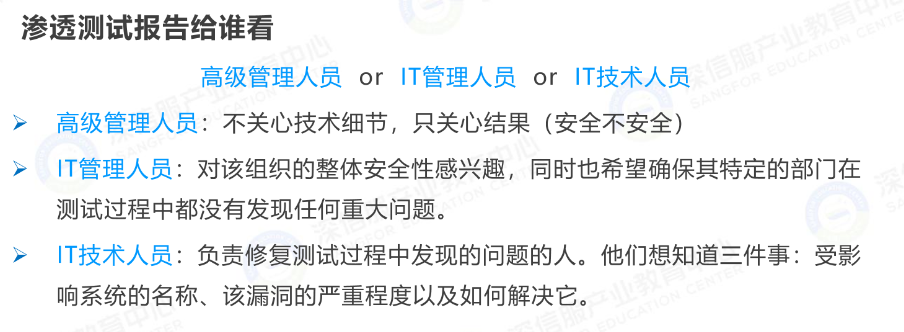 渗透测试报告给谁看
高级管理人员 or IT管理人员 or IT技术人员
高级管理人员：不关心技术细节，只关心结果（安全不安全）
IT管理人员：对该组织的整体安全性感兴趣，同时也希望确保其特定的部门在
测试过程中都没有发现任何重大问题。
IT技术人员：负责修复测试过程中发现的问题的人。他们想知道三件事：受影
响系统的名称、该漏洞的严重程度以及如何解决它。
深信服产业教育中心
SANGFOR EDUCATION CENTER